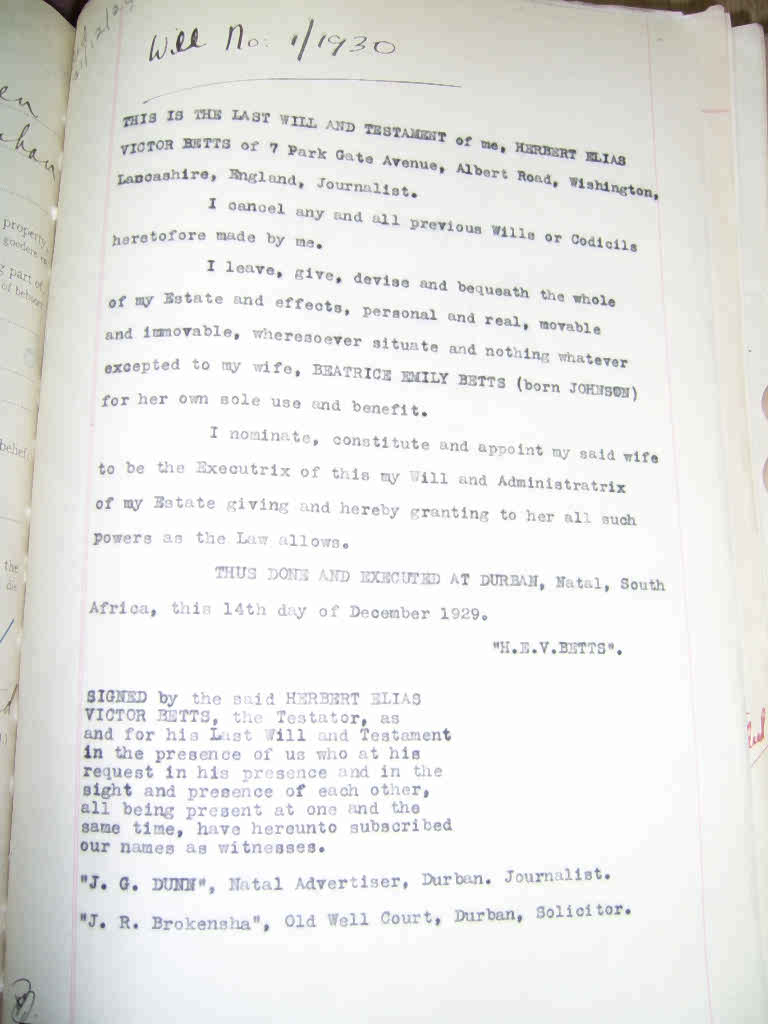 Will No: 1/1930
THIS IS THE LAST WILL AND TESTAMENT of me, HERBERT ELIAS
VICTOR BETTS of 7 Park Gate Avenue, Albert Road, Wishington,
Lancashire, England, Journalist.
I cancel any and all previous Wills or Codicils
heretofore made by me.
I leave, give, devise and bequeath the whole
of my Estate and effects, personal and real, movable
and immovable, wheresoever situate and nothing whatever
excepted to my wife, BEATRICE EMILY BETTS (born JOHNSON)
for her own sole use and benefit.
I nominate, constitute and appoint my said wife
to be the Executrix of this my Will and Administratrix
of my Estate giving and hereby granting to her all such
powers as the Law allows.
THUS DONE AND EXECUTED AT DURBAN, Natal, South
Africa, this 14th day of December 1929.
"H.E.V.BETTS".
SIGNED by the said HERBERT ELIAS
VICTOR BETTS, the Testator, as
and for his Last Will and Testament
in the presence of us who at his
request in his presence and in the
sight and presence of each other,
all being present at one and the
same time, have hereunto subscribed
our names as witnesses.
"J. G. DUNN", Natal Advertiser, Durban. Journalist.
"J. R. Brokensha", Old Well Court, Durban, Solicitor.
property
part of
the